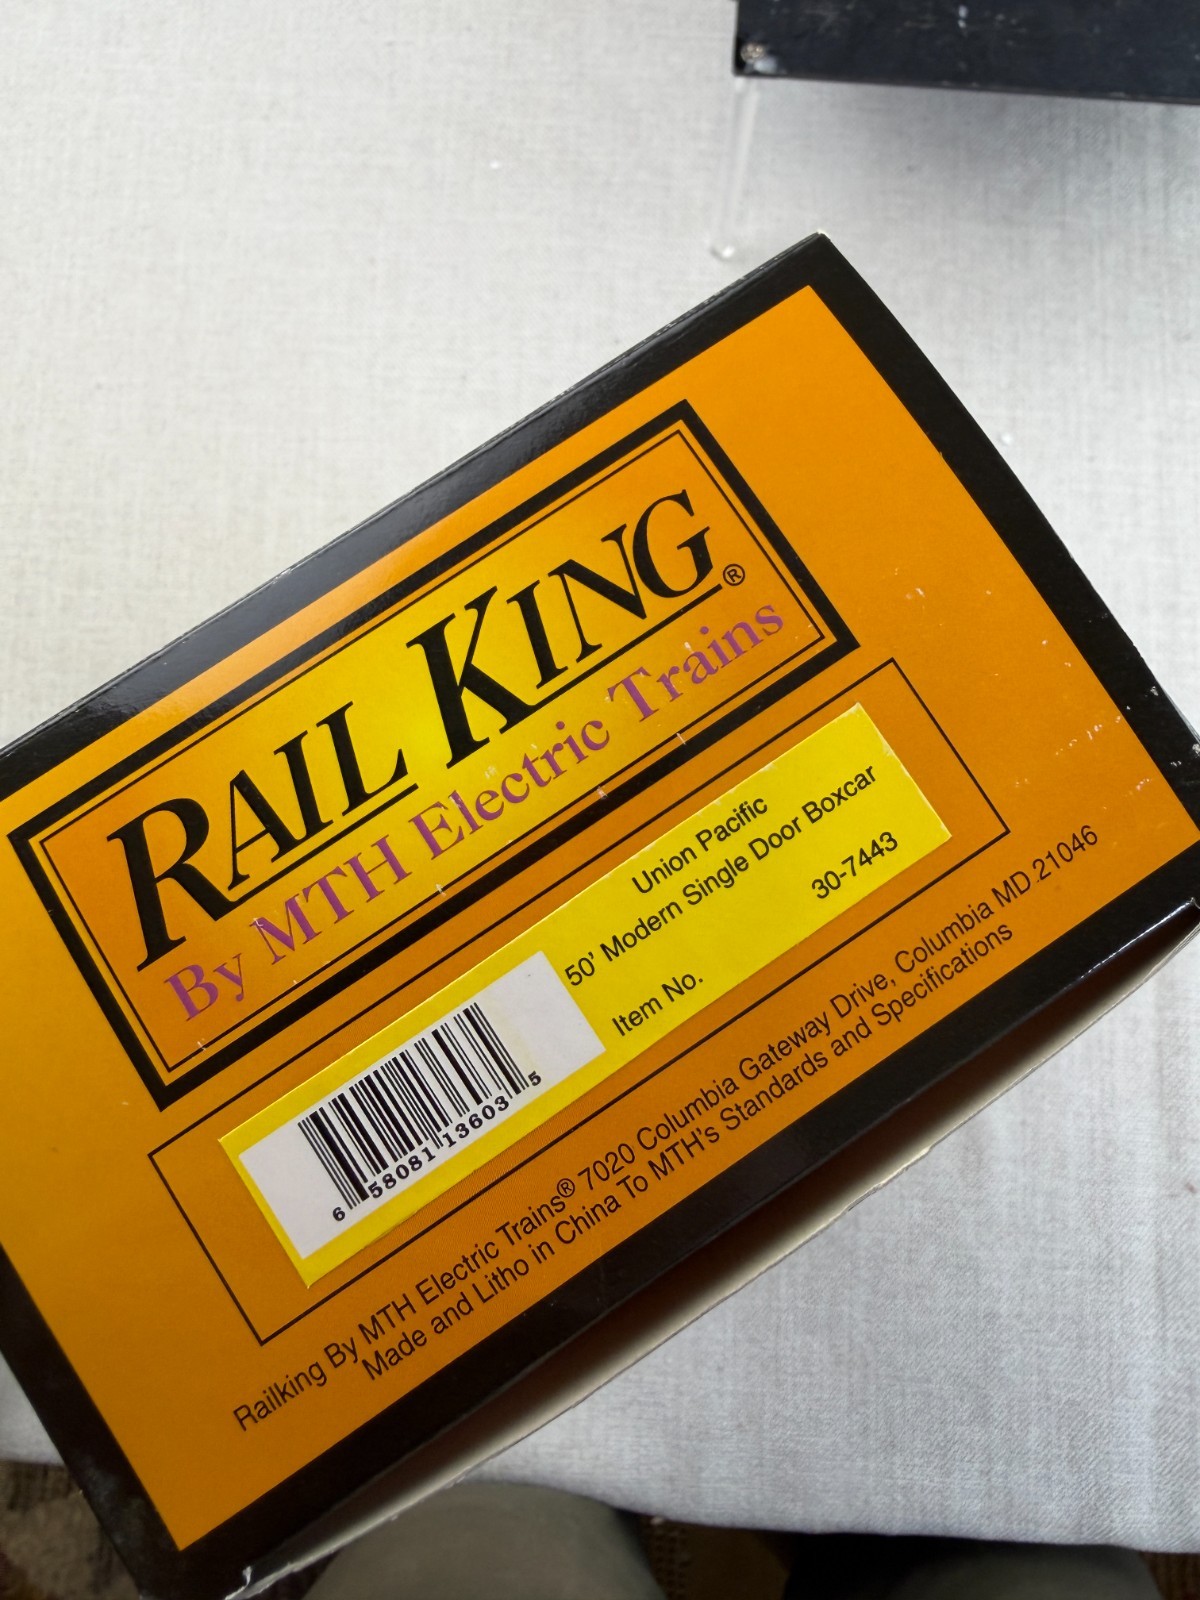 RAIL KING®
By MTH Electric Trains
Union Pacific
50' Modern Single Door Boxcar
Item No. 30-7443
6 58081 13603 5
Railking By MTH Electric Trains® 7020 Columbia Gateway Drive, Columbia MD.21046
Made and Litho in China To MTH's Standards and Specifications